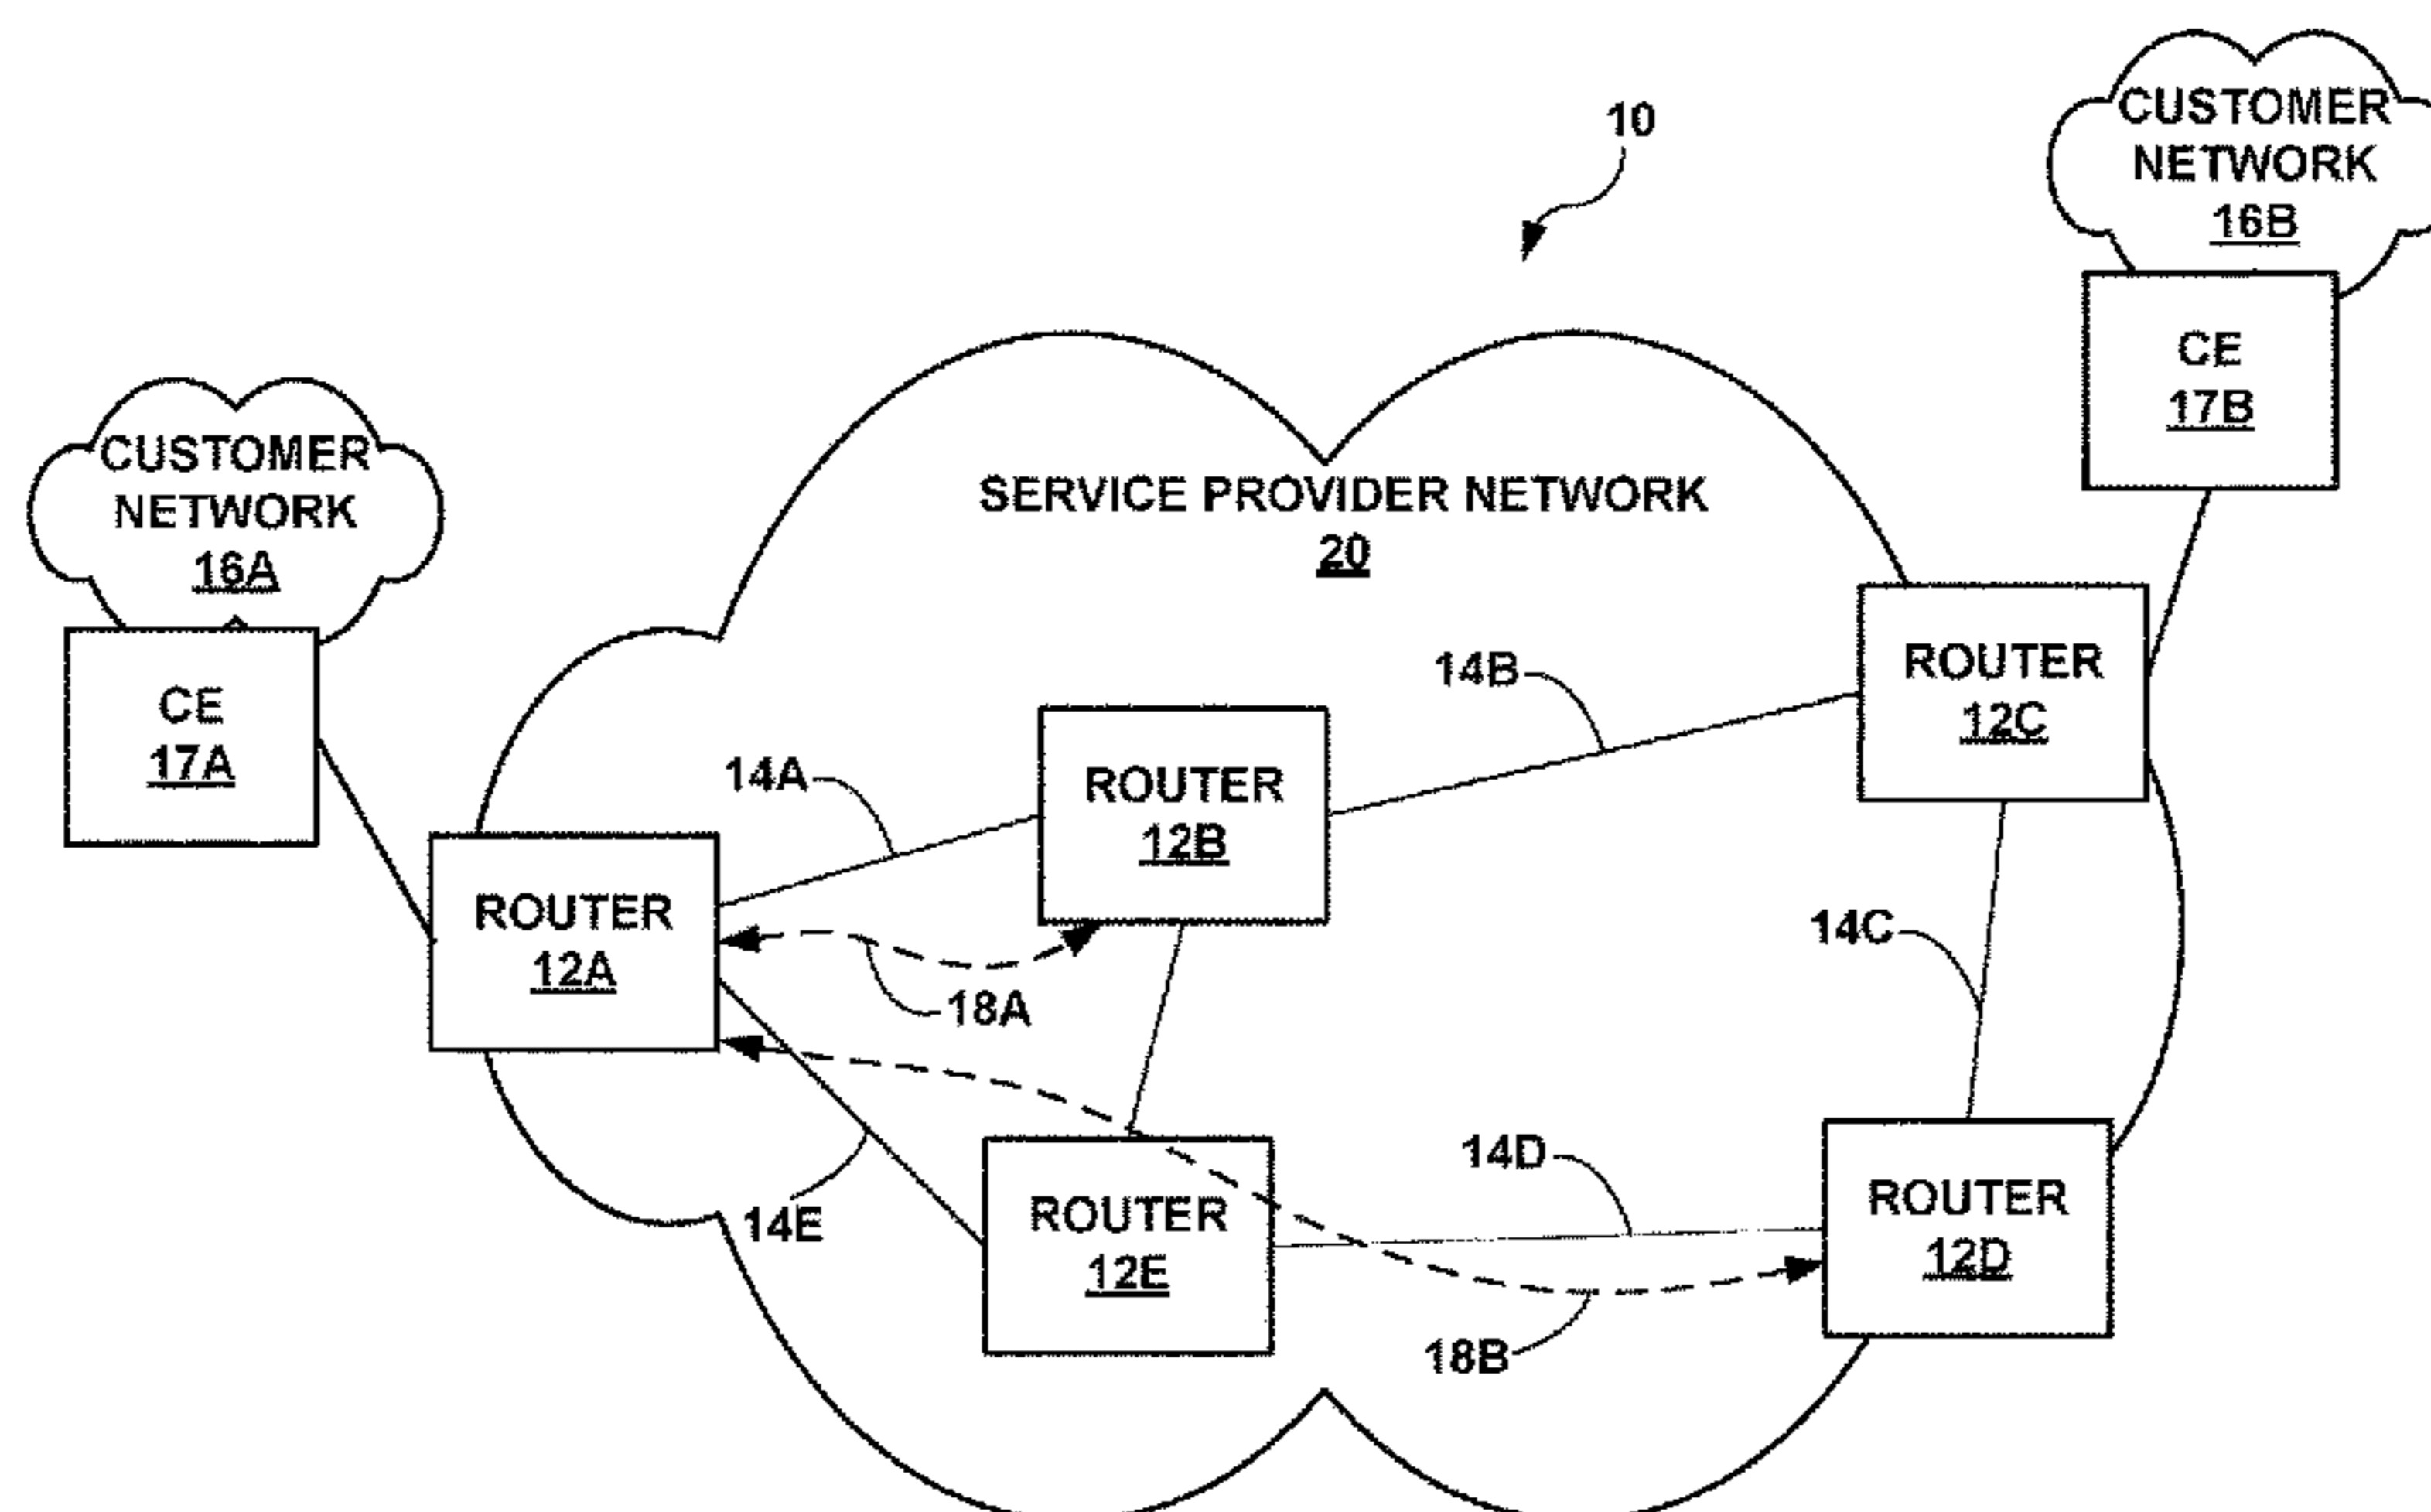 10
CUSTOMER
NETWORK
16B
CE
17B
CUSTOMER
NETWORK
16A
CE
17A
SERVICE PROVIDER NETWORK
20
ROUTER
12C
14B
14A
ROUTER
12B
ROUTER
12A
18A
14C
14E
ROUTER
12E
14D
ROUTER
12D
18B